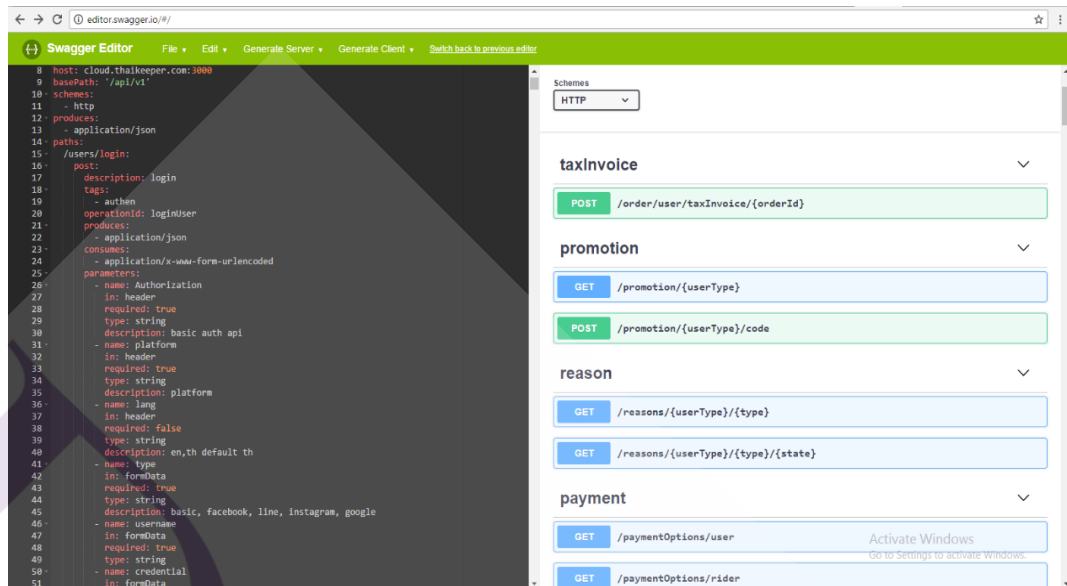 editor.swagger.io/#/
Swagger Editor File Edit Generate Server Generate Client Switch back to previous editor
8 host: cloud.thaikeeper.com:3000
9 basePath: '/api/v1'
10 schemes:
11 - http
12 produces:
13 - application/json
14 paths:
15 /users/login:
16 post:
17 description: login
18 tags:
19 - authen
20 operationId: loginUser
21 produces:
22 - application/json
23 consumes:
24 - application/x-www-form-urlencoded
25 parameters:
26 - name: Authorization
27 in: header
28 required: true
29 type: string
30 description: basic auth api
31 - name: platform
32 in: header
33 required: true
34 type: string
35 description: platform
36 - name: lang
37 in: header
38 required: false
39 type: string
40 description: en,th default th
41 - name: type
42 in: formData
43 required: true
44 type: string
45 description: basic, facebook, line, instagram, google
46 - name: username
47 in: formData
48 required: true
49 type: string
50 - name: credential
51 in: formData
Schemes
HTTP
taxInvoice
POST /order/user/taxInvoice/{orderId}
promotion
GET /promotion/{userType}
POST /promotion/{userType}/code
reason
GET /reasons/{userType}/{type}
GET /reasons/{userType}/{type}/{state}
payment
GET /paymentOptions/user
GET /paymentOptions/rider
Activate Windows
Go to Settings to activate Windows.